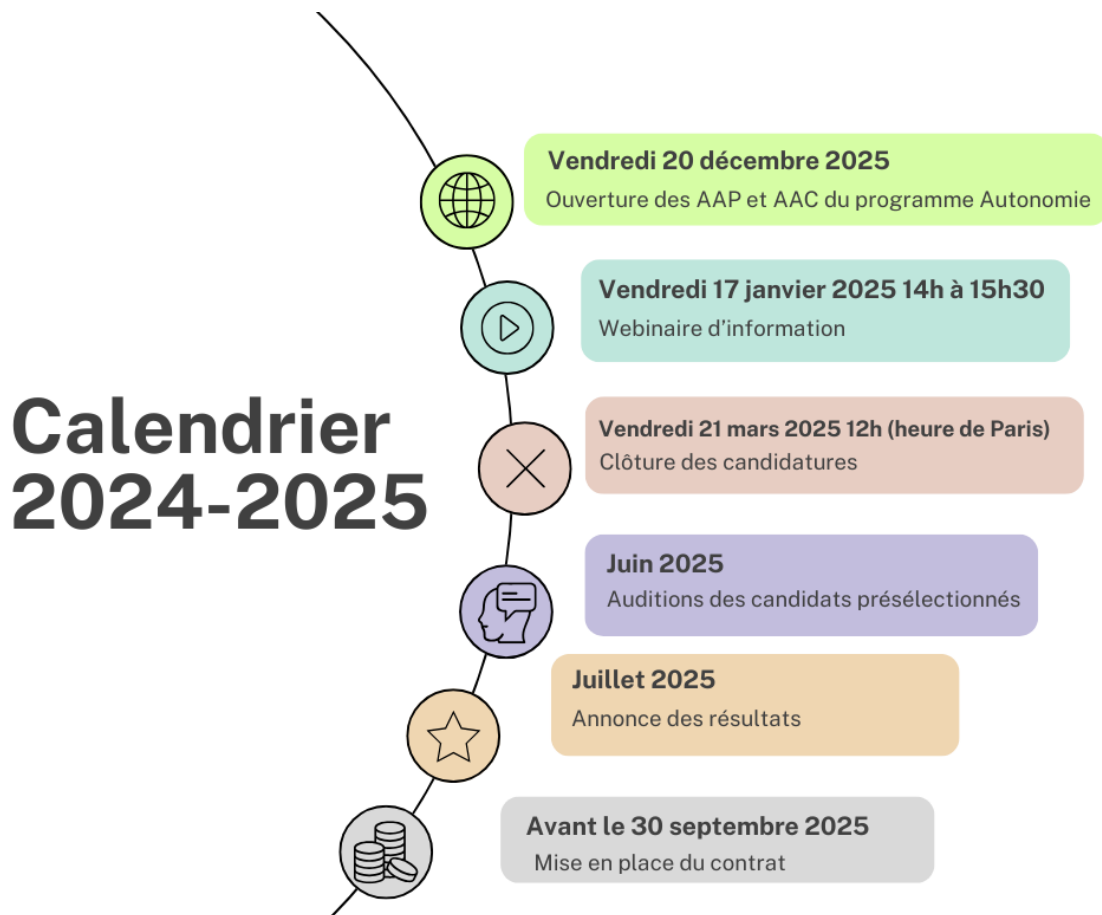 Calendrier
2024-2025
Vendredi 20 décembre 2025
Ouverture des AAP et AAC du programme Autonomie
Vendredi 17 janvier 2025 14h à 15h30
Webinaire d’information
Vendredi 21 mars 2025 12h (heure de Paris)
Clôture des candidatures
Juin 2025
Auditions des candidats présélectionnés
Juillet 2025
Annonce des résultats
Avant le 30 septembre 2025
Mise en place du contrat